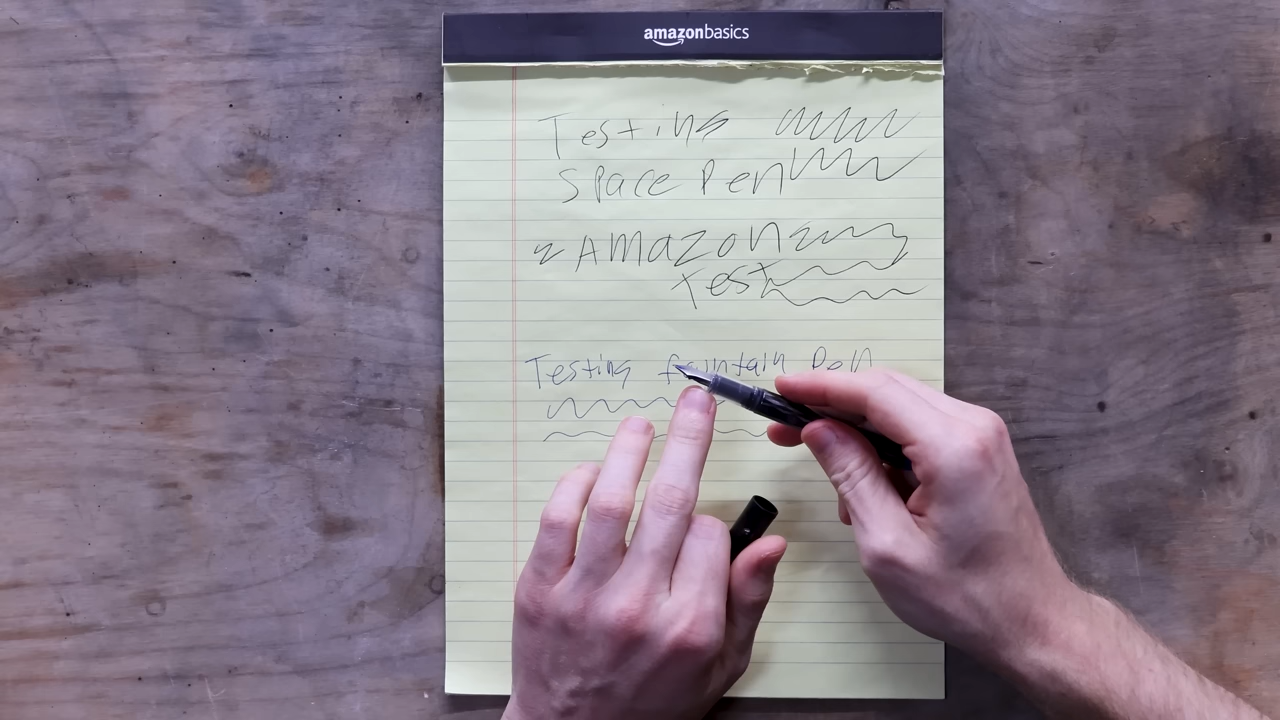 amazonbasics
Testing
Space Pen
Amazon
Test
Testing fountain Pen